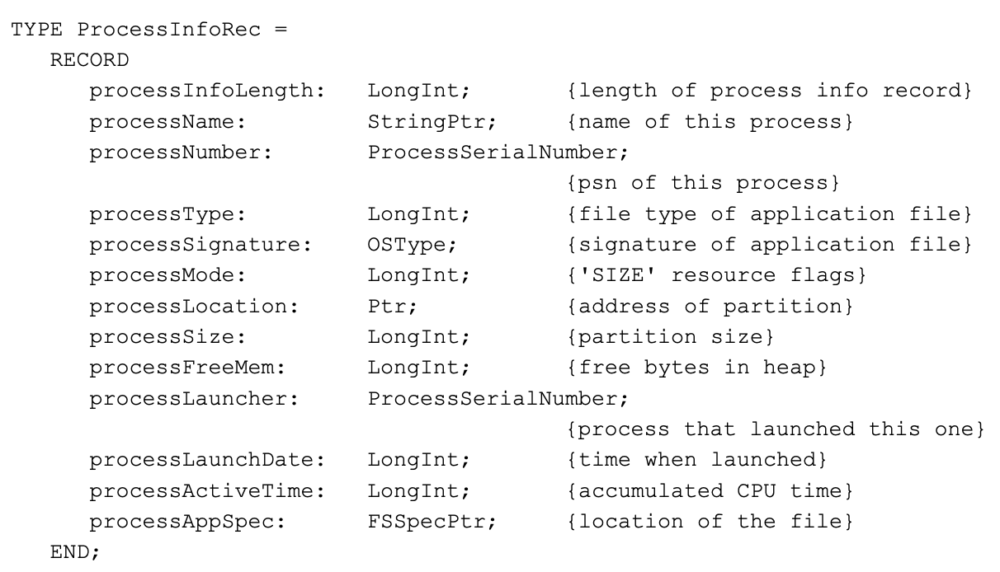 TYPE ProcessInfoRec =
RECORD
processInfoLength: LongInt; {length of process info record}
processName: StringPtr; {name of this process}
processNumber: ProcessSerialNumber;
{psn of this process}
processType: LongInt; {file type of application file}
processSignature: OSType; {signature of application file}
processMode: LongInt; {'SIZE' resource flags}
processLocation: Ptr; {address of partition}
processSize: LongInt; {partition size}
processFreeMem: LongInt; {free bytes in heap}
processLauncher: ProcessSerialNumber;
{process that launched this one}
processLaunchDate: LongInt; {time when launched}
processActiveTime: LongInt; {accumulated CPU time}
processAppSpec: FSSpecPtr; {location of the file}
END;